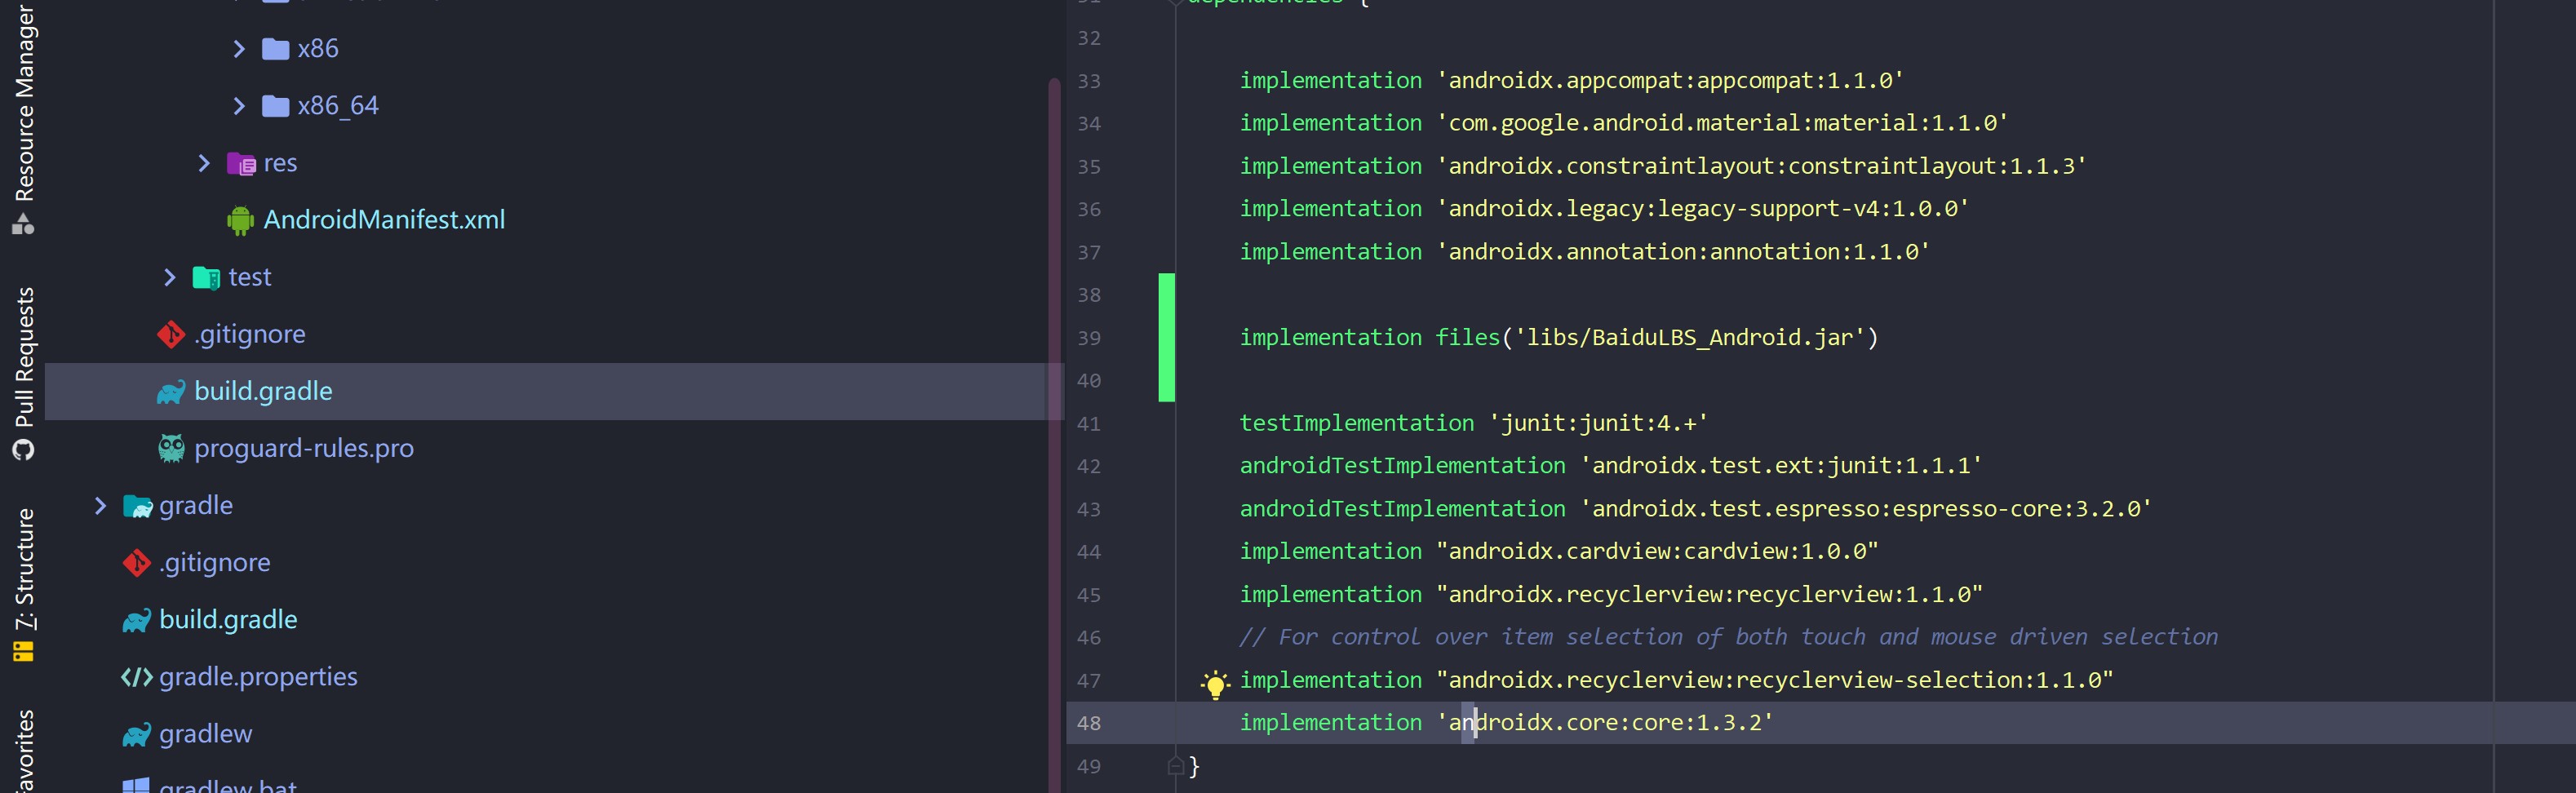 Resource Manager
Pull Requests
7: Structure
x86
x86_64
res
AndroidManifest.xml
test
.gitignore
build.gradle
proguard-rules.pro
gradle
.gitignore
build.gradle
gradle.properties
gradlew
gradlew.bat
dependencies {
32
33 implementation 'androidx.appcompat:appcompat:1.1.0'
34 implementation 'com.google.android.material:material:1.1.0'
35 implementation 'androidx.constraintlayout:constraintlayout:1.1.3'
36 implementation 'androidx.legacy:legacy-support-v4:1.0.0'
37 implementation 'androidx.annotation:annotation:1.1.0'
38
39 implementation files('libs/BaiduLBS_Android.jar')
40
41 testImplementation 'junit:junit:4.+'
42 androidTestImplementation 'androidx.test.ext:junit:1.1.1'
43 androidTestImplementation 'androidx.test.espresso:espresso-core:3.2.0'
44 implementation "androidx.cardview:cardview:1.0.0"
45 implementation "androidx.recyclerview:recyclerview:1.1.0"
46 // For control over item selection of both touch and mouse driven selection
47 implementation "androidx.recyclerview:recyclerview-selection:1.1.0"
48 implementation 'androidx.core:core:1.3.2'
49 }